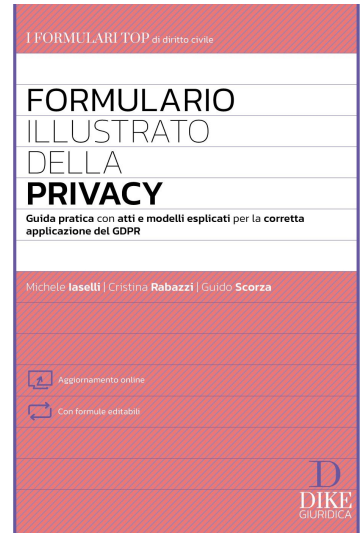 I FORMULARI TOP di diritto civile
FORMULARIO
ILLUSTRATO
DELLA
PRIVACY
Guida pratica con atti e modelli esplicati per la corretta
applicazione del GDPR
Michele Iaselli | Cristina Rabazzi | Guido Scorza
Aggiornamento online
Con formule editabili
D
DIKE
GIURIDICA